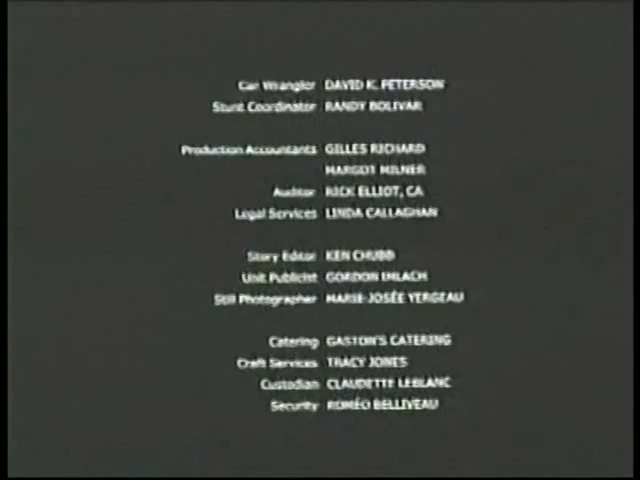 Car Wrangler DAVID K. PETERSON
Stunt Coordinator RANDY BOLIVAR
Production Accountants GILLES RICHARD
MARGOT MILNER
Auditor RICK ELLIOT, CA
Legal Services LINDA CALLAGHAN
Story Editor KEN CHUBB
Unit Publicist GORDON IMLACH
Still Photographer MARIE-JOSÉE VERGEAU
Catering GASTON'S CATERING
Craft Services TRACY JONES
Custodian CLAUDETTE LEBLANC
Security ROMÉO BELLIVEAU